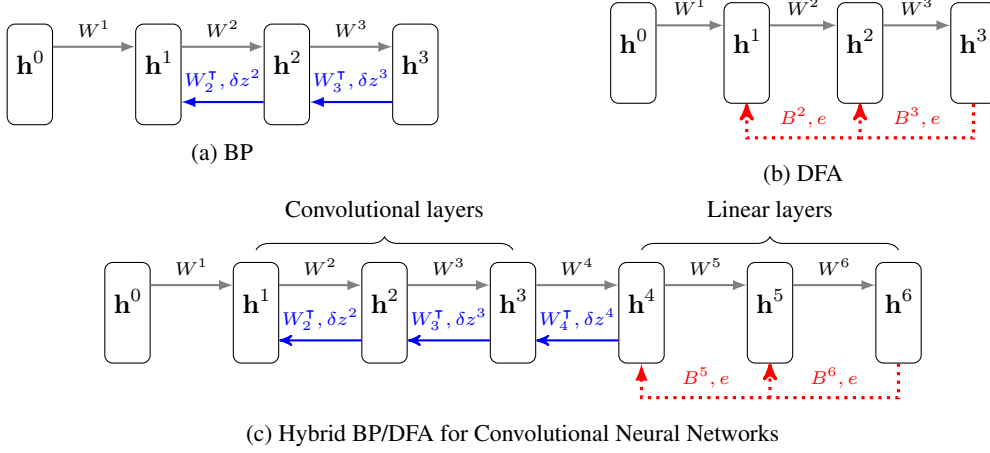 W¹ W² W³
h⁰ h¹ h² h³
W₂ᵀ, δz² W₃ᵀ, δz³
(a) BP
W¹ W² W³
h⁰ h¹ h² h³
B², e B³, e
(b) DFA
Convolutional layers Linear layers
W¹ W² W³ W⁴ W⁵ W⁶
h⁰ h¹ h² h³ h⁴ h⁵ h⁶
W₂ᵀ, δz² W₃ᵀ, δz³ W₄ᵀ, δz⁴
B⁵, e B⁶, e
(c) Hybrid BP/DFA for Convolutional Neural Networks